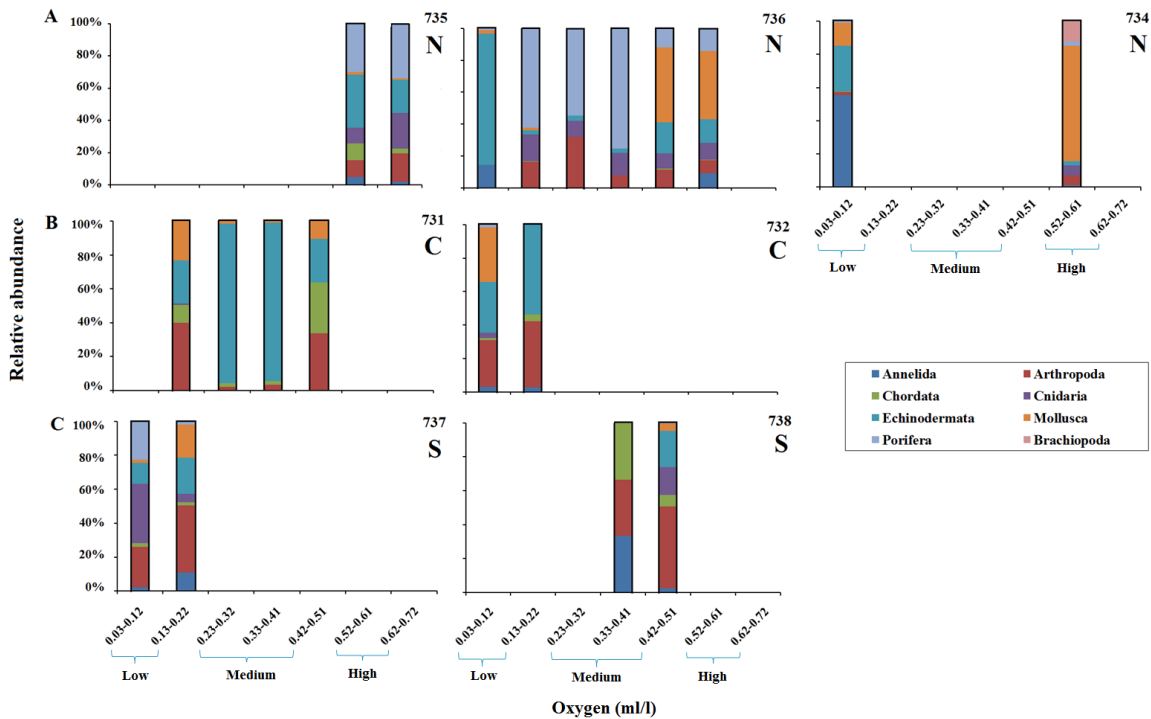 A
735
N
736
N
734
N
100%
80%
60%
40%
20%
0%
0.03-0.12
0.13-0.22
0.23-0.32
0.33-0.41
0.42-0.51
0.52-0.61
0.62-0.72
Low
Medium
High
B
731
C
732
C
100%
80%
60%
40%
20%
0%
Relative abundance
Annelida
Arthropoda
Chordata
Cnidaria
Echinodermata
Mollusca
Porifera
Brachiopoda
C
737
S
738
S
100%
80%
60%
40%
20%
0%
0.03-0.12
0.13-0.22
0.23-0.32
0.33-0.41
0.42-0.51
0.52-0.61
0.62-0.72
0.03-0.12
0.13-0.22
0.23-0.32
0.33-0.41
0.42-0.51
0.52-0.61
0.62-0.72
Low
Medium
High
Low
Medium
High
Oxygen (ml/l)